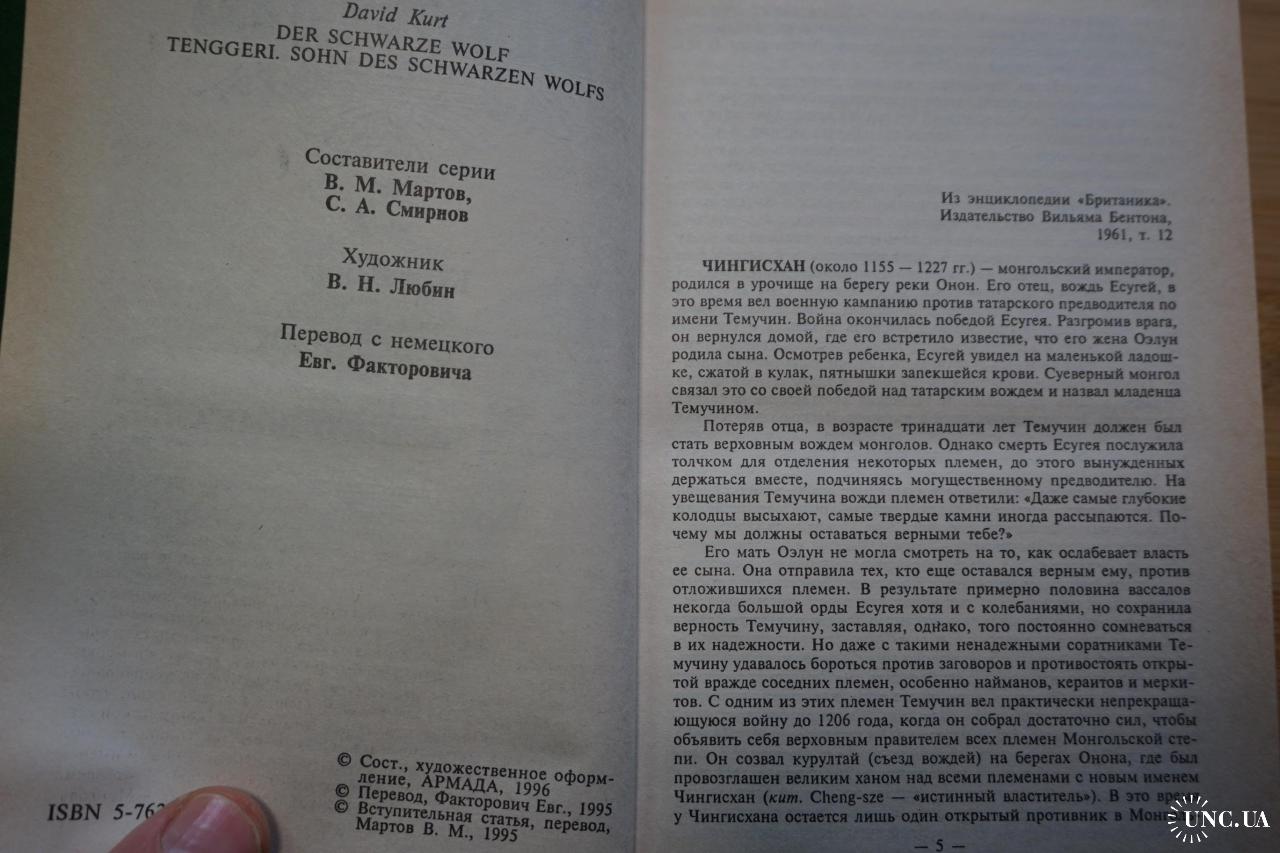 David Kurt
DER SCHWARZE WOLF
TENGGERI. SOHN DES SCHWARZEN WOLFS
Составители серии
В. М. Мартов,
С. А. Смирнов
Художник
В. Н. Любин
Перевод с немецкого
Евг. Факторовича
© Сост., художественное оформ-
ление, АРМАДА, 1996
© Перевод, Факторович Евг., 1995
© Вступительная статья, перевод,
Мартов В. М., 1995
ISBN 5-76
Из энциклопедии «Британика».
Издательство Вильяма Бентона,
1961, т. 12
ЧИНГИСХАН (около 1155 — 1227 гг.) — монгольский император,
родился в урочище на берегу реки Онон. Его отец, вождь Есугей, в
это время вел военную кампанию против татарского предводителя по
имени Темучин. Война окончилась победой Есугея. Разгромив врага,
он вернулся домой, где его встретило известие, что его жена Оэлун
родила сына. Осмотрев ребенка, Есугей увидел на маленькой ладош-
ке, сжатой в кулак, пятнышки запекшейся крови. Суеверный монгол
связал это со своей победой над татарским вождем и назвал младенца
Темучином.
Потеряв отца, в возрасте тринадцати лет Темучин должен был
стать верховным вождем монголов. Однако смерть Есугея послужила
толчком для отделения некоторых племен, до этого вынужденных
держаться вместе, подчиняясь могущественному предводителю. На
увещевания Темучина вожди племен ответили: «Даже самые глубокие
колодцы высыхают, самые твердые камни иногда рассыпаются. По-
чему мы должны оставаться верными тебе?»
Его мать Оэлун не могла смотреть на то, как ослабевает власть
ее сына. Она отправила тех, кто еще оставался верным ему, против
отложившихся племен. В результате примерно половина вассалов
некогда большой орды Есугея хотя и с колебаниями, но сохранила
верность Темучину, заставляя, однако, того постоянно сомневаться
в их надежности. Но даже с такими ненадежными соратниками Те-
мучину удавалось бороться против заговоров и противостоять откры-
той вражде соседних племен, особенно найманов, кераитов и мерки-
тов. С одним из этих племен Темучин вел практически непрекраща-
ющуюся войну до 1206 года, когда он собрал достаточно сил, чтобы
объявить себя верховным правителем всех племен Монгольской сте-
пи. Он созвал курултай (съезд вождей) на берегах Онона, где был
провозглашен великим ханом над всеми племенами с новым именем
Чингисхан (кит. Cheng-sze — «истинный властитель»). В это время
у Чингисхана остается лишь один открытый противник в
— 5 —
UNC.UA